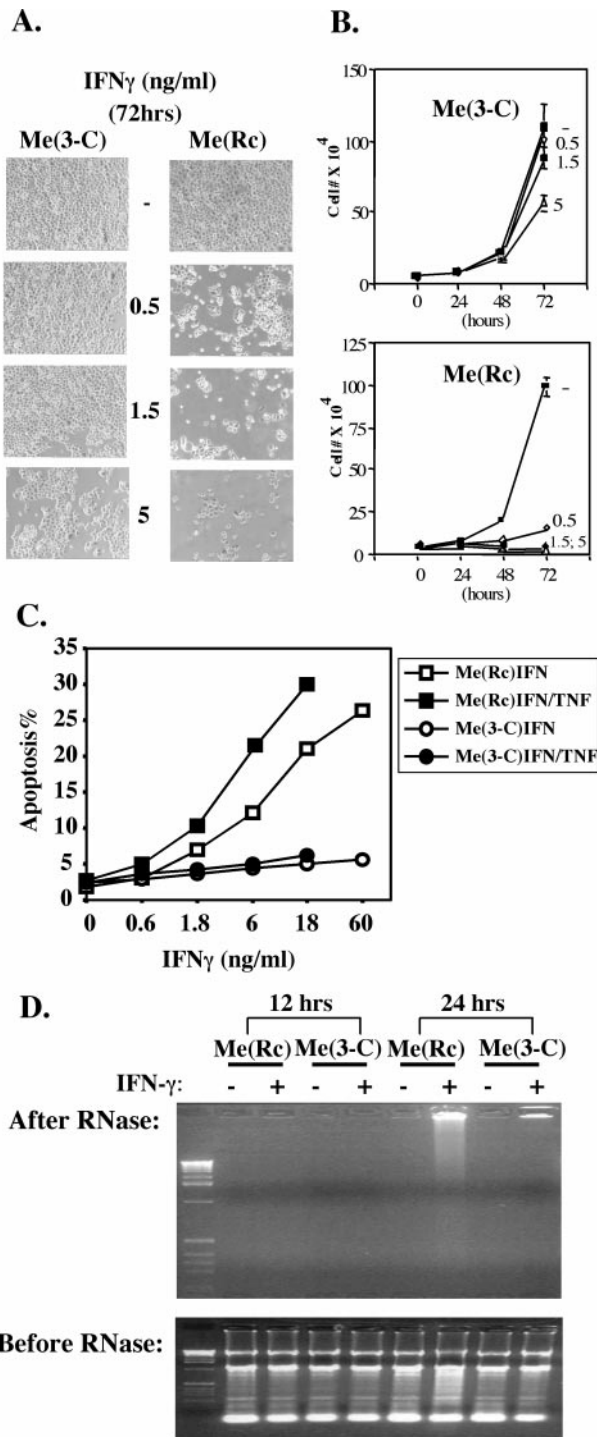 A.
IFNγ (ng/ml)
(72hrs)
Me(3-C) Me(Rc)
-
0.5
1.5
5
B.
Me(3-C)
Cell# X 10^4
150
100
50
0
0 24 48 72
(hours)
-
0.5
1.5
5
Me(Rc)
Cell# X 10^4
125
100
75
50
25
0
0 24 48 72
(hours)
-
0.5
1.5; 5
C.
Apoptosis%
35
30
25
20
15
10
5
0
0 0.6 1.8 6 18 60
IFNγ (ng/ml)
Me(Rc)IFN
Me(Rc)IFN/TNF
Me(3-C)IFN
Me(3-C)IFN/TNF
D.
12 hrs 24 hrs
Me(Rc) Me(3-C) Me(Rc) Me(3-C)
IFN-γ: - + - + - + - +
After RNase:
Before RNase: